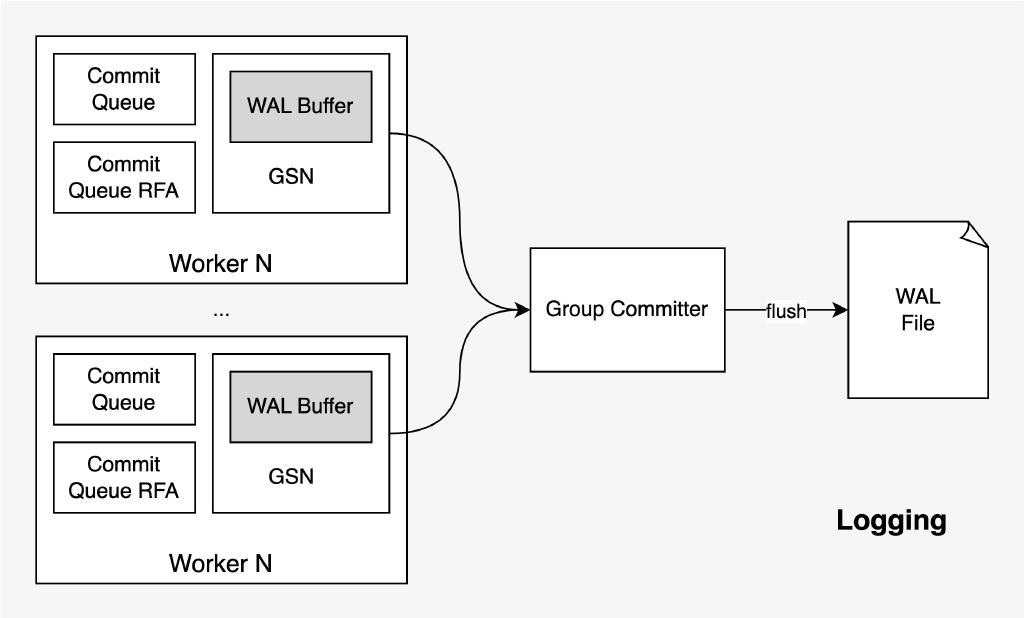 Commit
Queue
WAL Buffer
Commit
Queue RFA
GSN
Worker N
...
Commit
Queue
WAL Buffer
Commit
Queue RFA
GSN
Worker N
Group Committer
flush
WAL
File
Logging